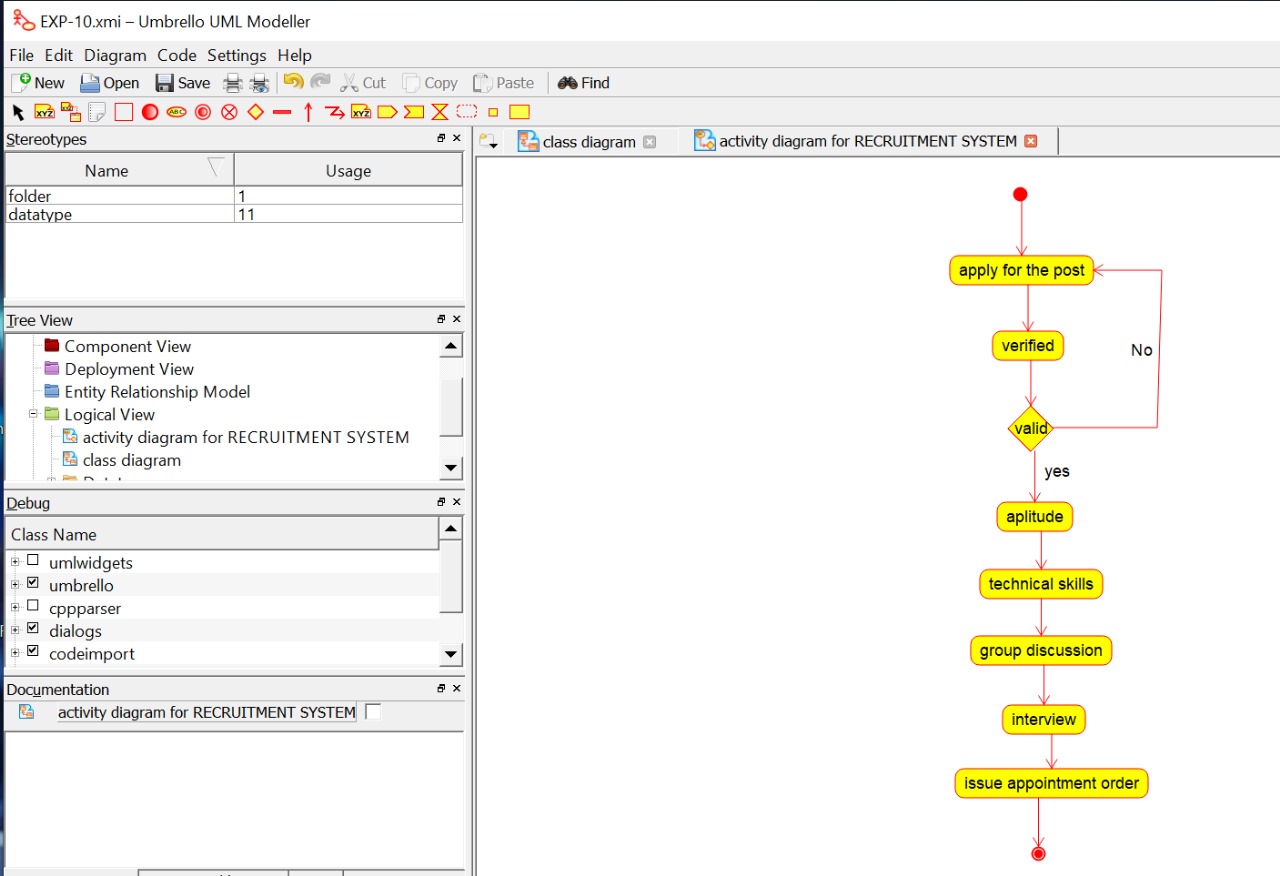 EXP-10.xmi – Umbrello UML Modeller
File Edit Diagram Code Settings Help
New Open Save Cut Copy Paste Find
XYZ ABC XYZ
Stereotypes
class diagram
activity diagram for RECRUITMENT SYSTEM
Name Usage
folder 1
datatype 11
Tree View
Component View
Deployment View
Entity Relationship Model
Logical View
activity diagram for RECRUITMENT SYSTEM
class diagram
Debug
Class Name
umlwidgets
umbrello
cppparser
dialogs
codeimport
Documentation
activity diagram for RECRUITMENT SYSTEM
apply for the post
verified
No
valid
yes
aplitude
technical skills
group discussion
interview
issue appointment order